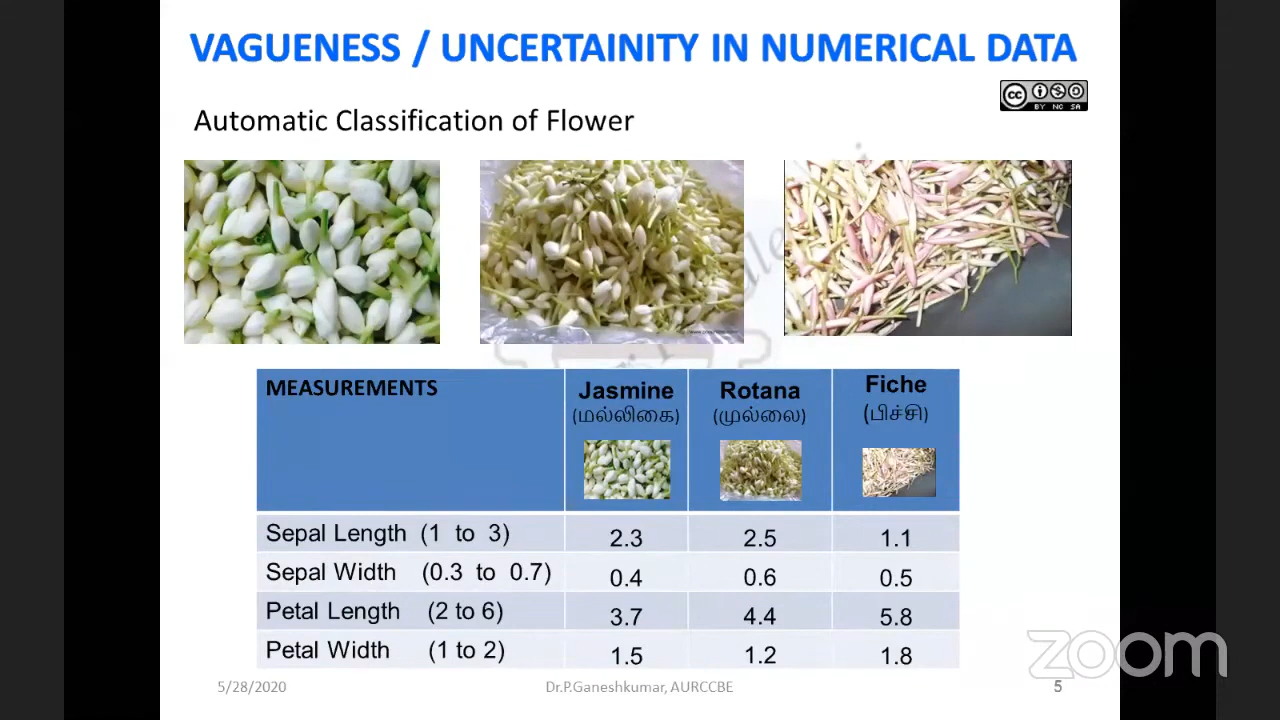 VAGUENESS / UNCERTAINITY IN NUMERICAL DATA
BY NC SA
Automatic Classification of Flower
MEASUREMENTS Jasmine Rotana Fiche
(மல்லிகை) (முல்லை) (பிச்சி)
Sepal Length (1 to 3) 2.3 2.5 1.1
Sepal Width (0.3 to 0.7) 0.4 0.6 0.5
Petal Length (2 to 6) 3.7 4.4 5.8
Petal Width (1 to 2) 1.5 1.2 1.8
zoom
5/28/2020 Dr.P.Ganeshkumar, AURCCBE 5